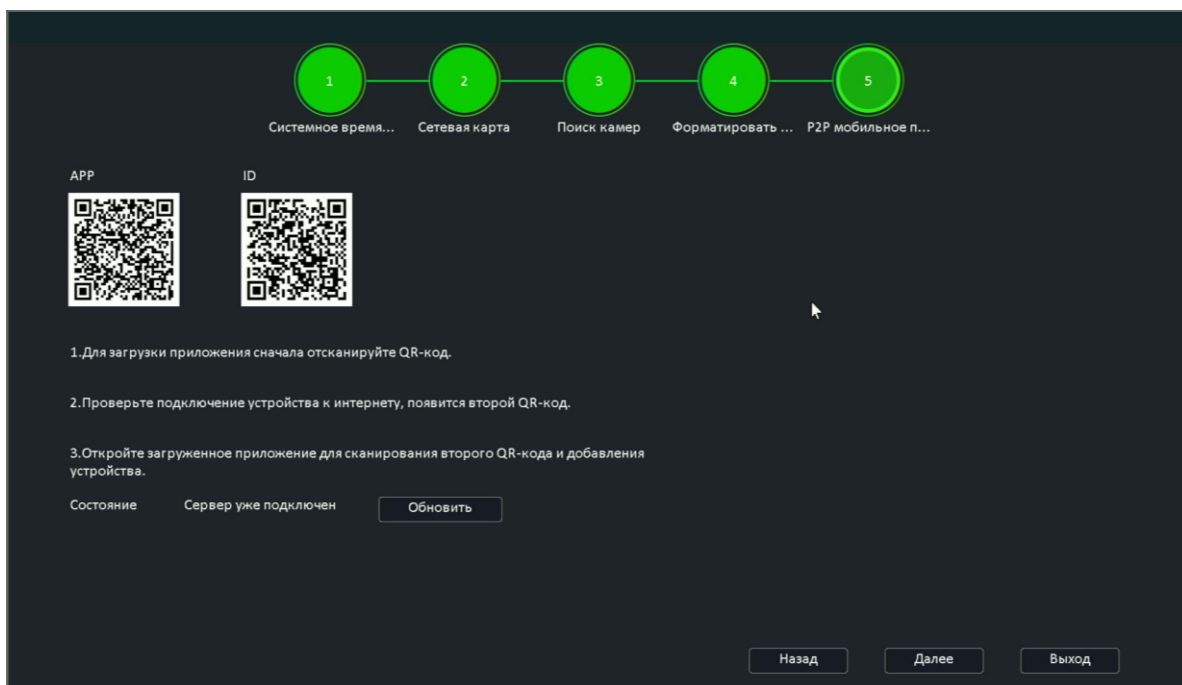 1 2 3 4 5
Системное время... Сетевая карта Поиск камер Форматировать ... P2P мобильное п...
APP ID
1.Для загрузки приложения сначала отсканируйте QR-код.
2.Проверьте подключение устройства к интернету, появится второй QR-код.
3.Откройте загруженное приложение для сканирования второго QR-кода и добавления
устройства.
Состояние Сервер уже подключен Обновить
Назад Далее Выход